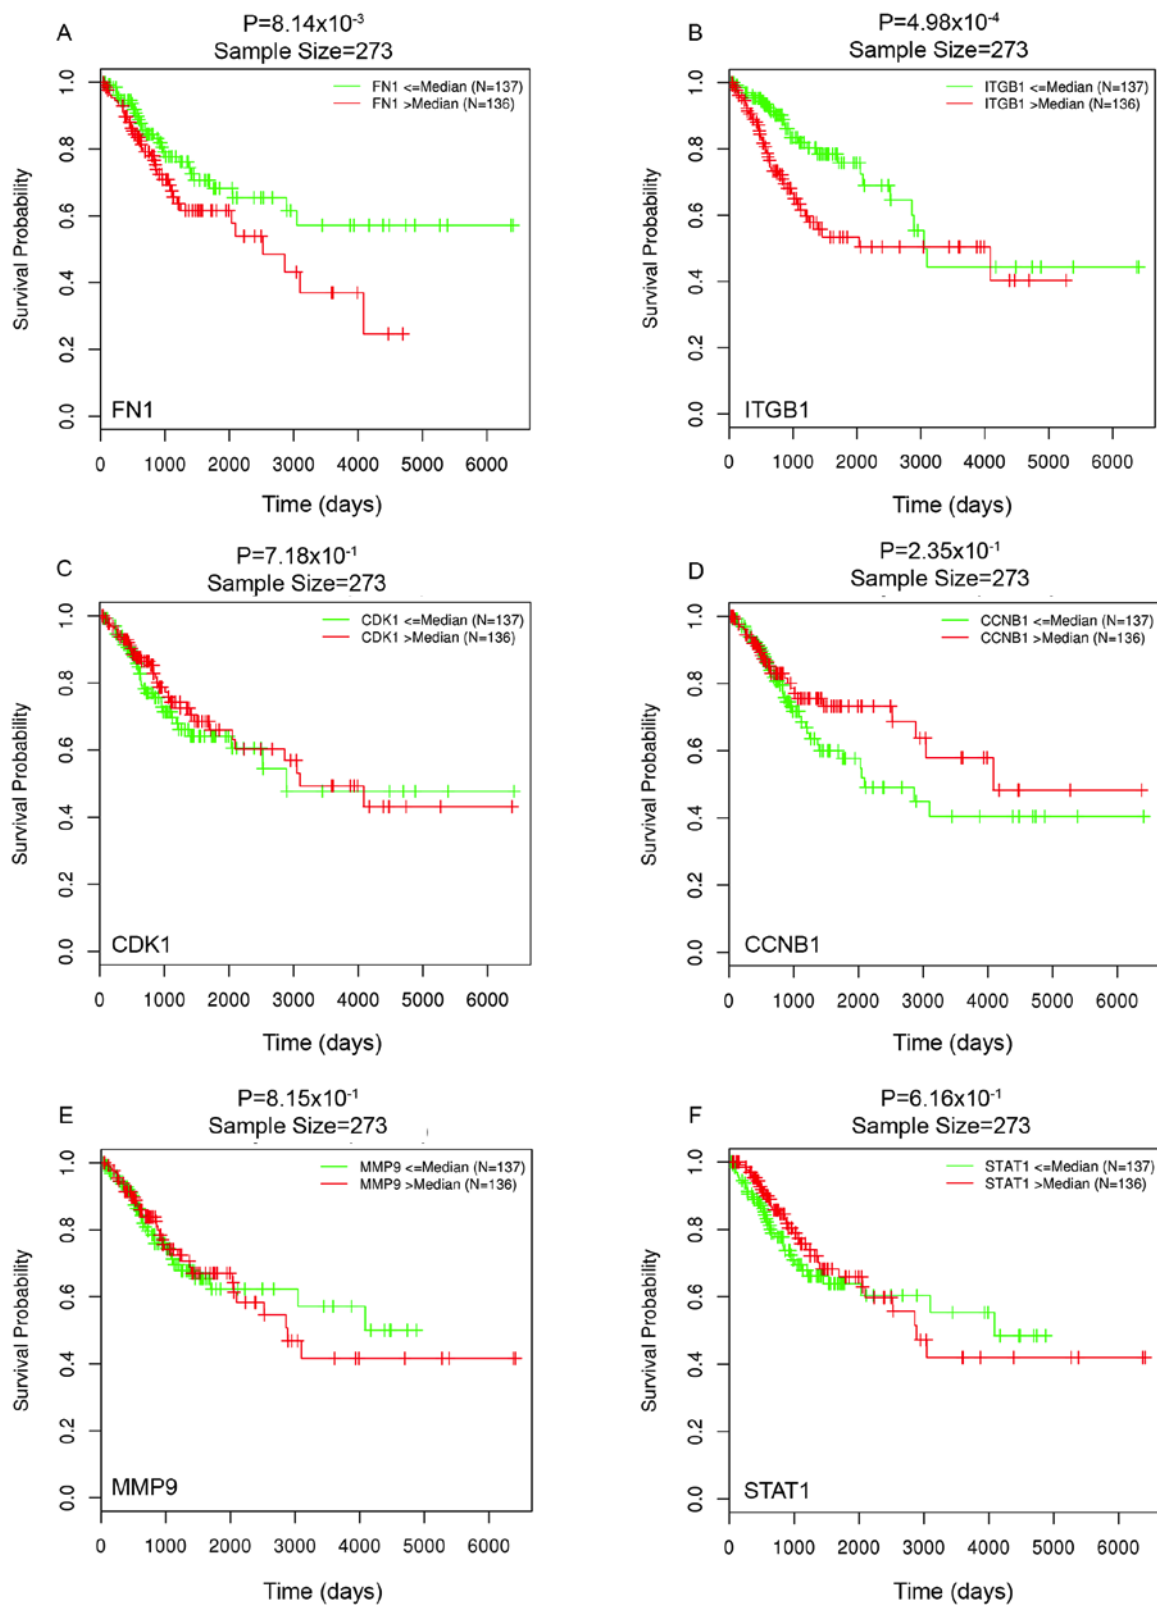 A
P=8.14x10⁻³
Sample Size=273
FN1 <=Median (N=137)
FN1 >Median (N=136)
Survival Probability
1.0
0.8
0.6
0.4
0.2
0.0
FN1
0 1000 2000 3000 4000 5000 6000
Time (days)
B
P=4.98x10⁻⁴
Sample Size=273
ITGB1 <=Median (N=137)
ITGB1 >Median (N=136)
Survival Probability
1.0
0.8
0.6
0.4
0.2
0.0
ITGB1
0 1000 2000 3000 4000 5000 6000
Time (days)
C
P=7.18x10⁻¹
Sample Size=273
CDK1 <=Median (N=137)
CDK1 >Median (N=136)
Survival Probability
1.0
0.8
0.6
0.4
0.2
0.0
CDK1
0 1000 2000 3000 4000 5000 6000
Time (days)
D
P=2.35x10⁻¹
Sample Size=273
CCNB1 <=Median (N=137)
CCNB1 >Median (N=136)
Survival Probability
1.0
0.8
0.6
0.4
0.2
0.0
CCNB1
0 1000 2000 3000 4000 5000 6000
Time (days)
E
P=8.15x10⁻¹
Sample Size=273
MMP9 <=Median (N=137)
MMP9 >Median (N=136)
Survival Probability
1.0
0.8
0.6
0.4
0.2
0.0
MMP9
0 1000 2000 3000 4000 5000 6000
Time (days)
F
P=6.16x10⁻¹
Sample Size=273
STAT1 <=Median (N=137)
STAT1 >Median (N=136)
Survival Probability
1.0
0.8
0.6
0.4
0.2
0.0
STAT1
0 1000 2000 3000 4000 5000 6000
Time (days)